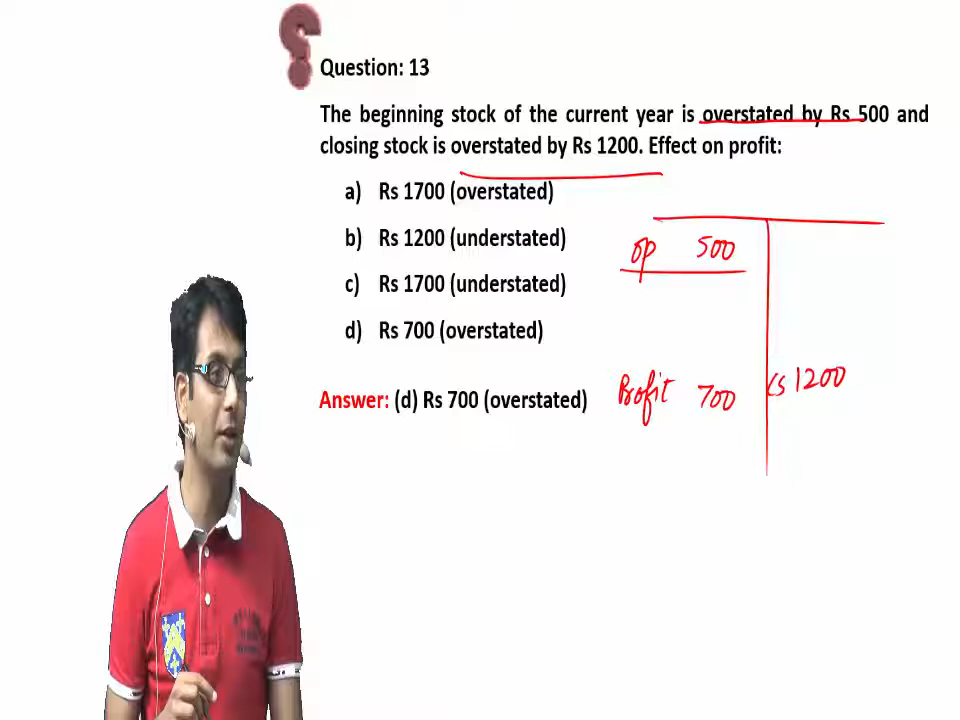 Question: 13
The beginning stock of the current year is overstated by Rs 500 and
closing stock is overstated by Rs 1200. Effect on profit:
a) Rs 1700 (overstated)
b) Rs 1200 (understated)
c) Rs 1700 (understated)
d) Rs 700 (overstated)
Answer: (d) Rs 700 (overstated)
op 500
Profit 700
cs 1200